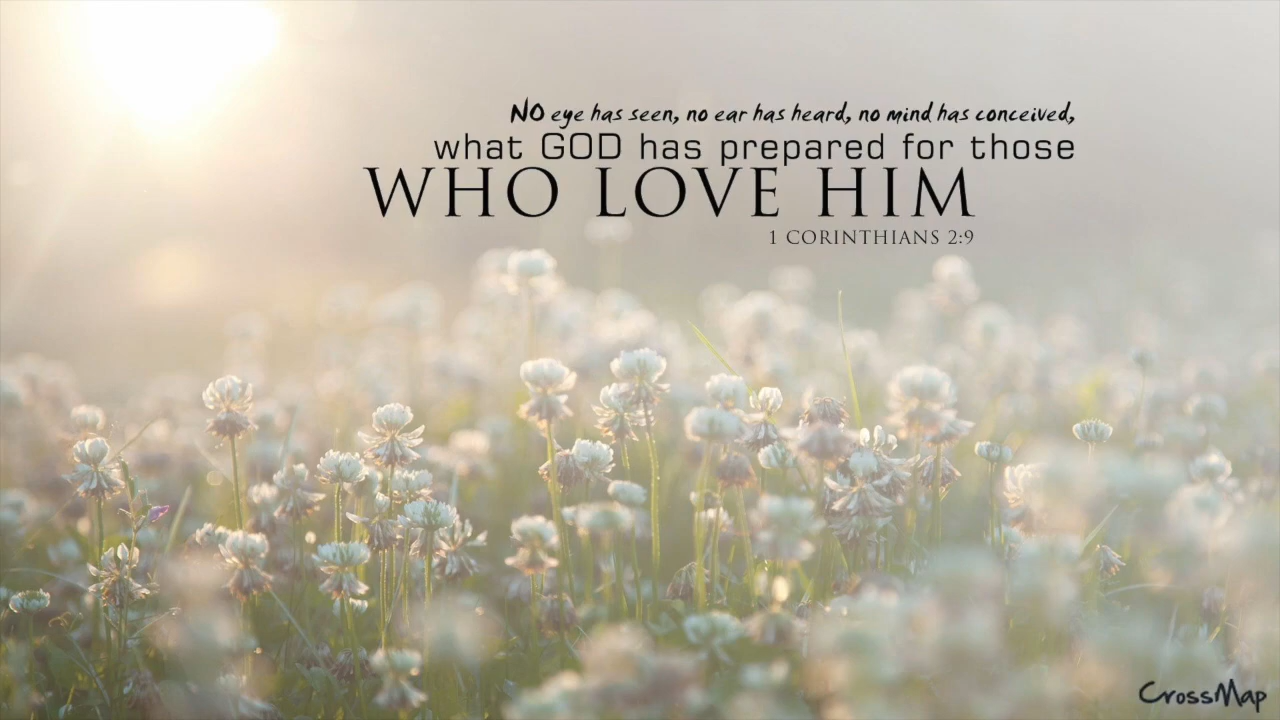 NO eye has seen, no ear has heard, no mind has conceived,
what GOD has prepared for those
WHO LOVE HIM
1 CORINTHIANS 2:9
CrossMap